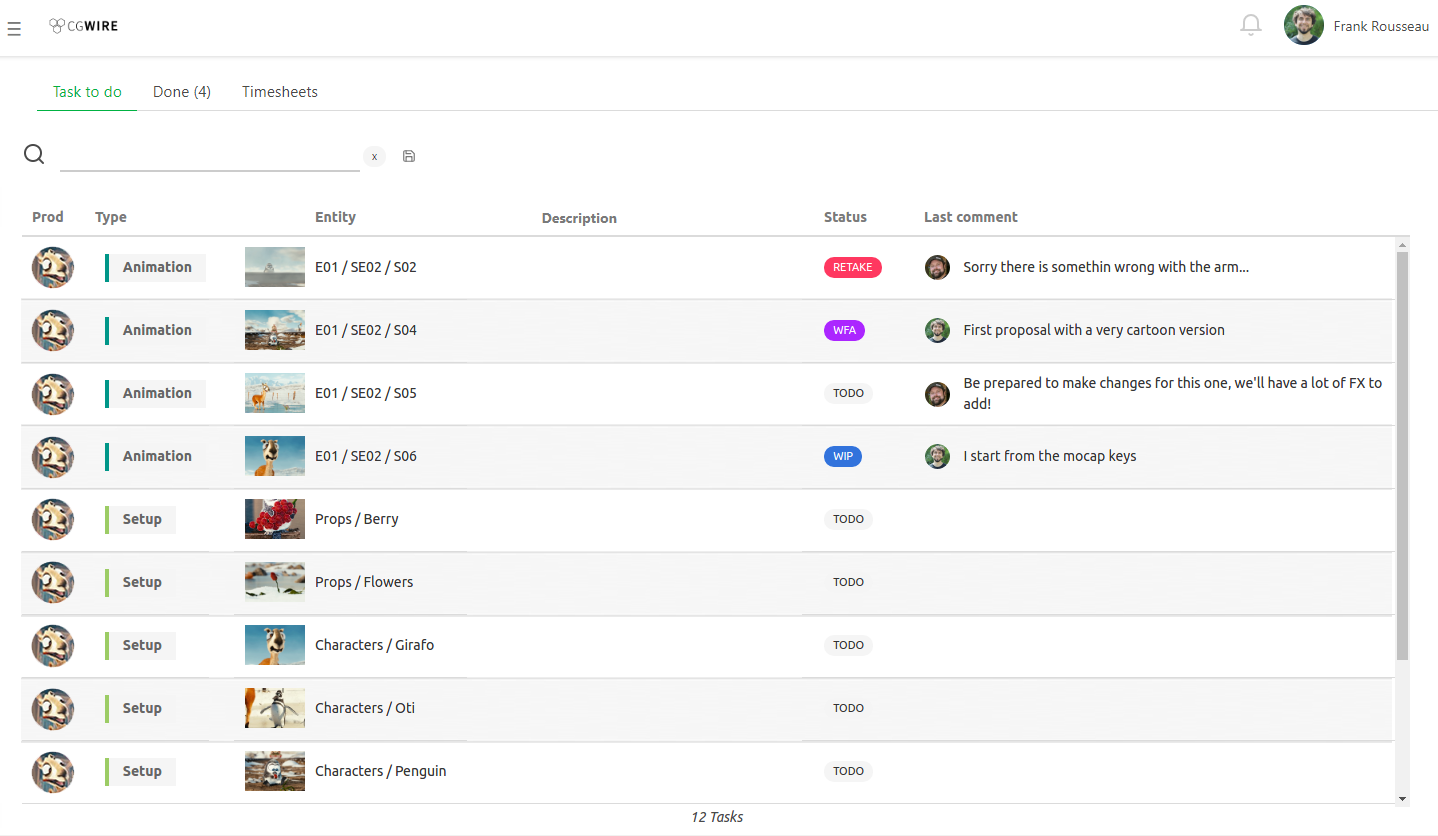 CGWIRE
Frank Rousseau
Task to do
Done (4)
Timesheets
x
Prod Type Entity Description Status Last comment
Animation E01 / SE02 / S02 RETAKE Sorry there is somethin wrong with the arm...
Animation E01 / SE02 / S04 WFA First proposal with a very cartoon version
Animation E01 / SE02 / S05 TODO Be prepared to make changes for this one, we'll have a lot of FX to
add!
Animation E01 / SE02 / S06 WIP I start from the mocap keys
Setup Props / Berry TODO
Setup Props / Flowers TODO
Setup Characters / Girafo TODO
Setup Characters / Oti TODO
Setup Characters / Penguin TODO
12 Tasks